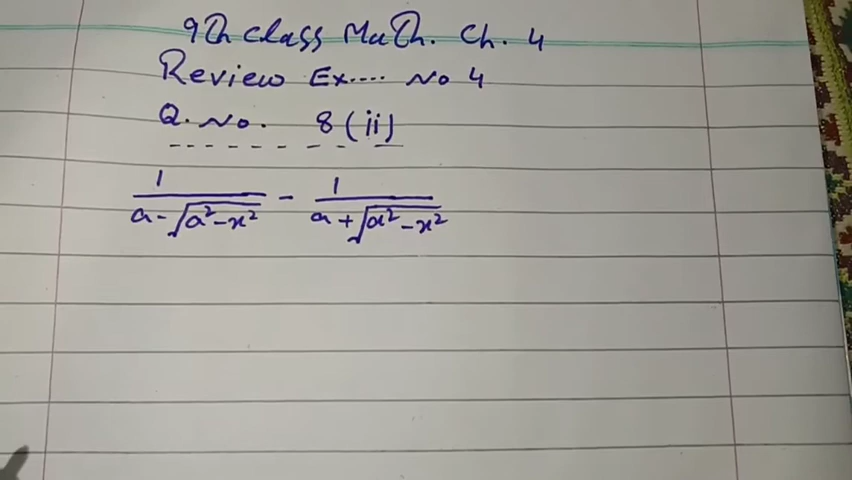 9Th class MaTh. Ch. 4
Review Ex.... No 4
Q. No. 8 (ii)
1/(a-√(a²-x²)) - 1/(a+√(a²-x²))